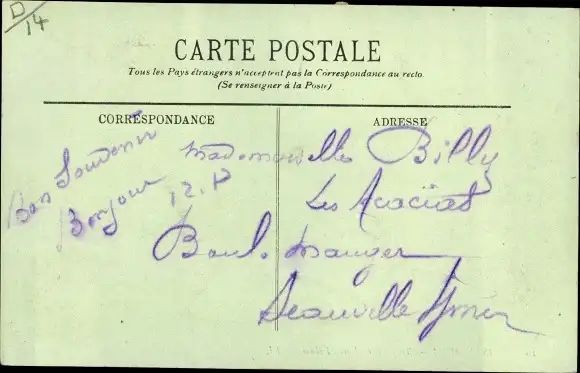 D
14
CARTE POSTALE
Tous les Pays étrangers n'acceptent pas la Correspondance au recto
(Se renseigner à la Poste)
CORRESPONDANCE
Bon Souvenir
Bonjour
ADRESSE
Mademoiselle Billy
Les Acacias
Boul. Mauger